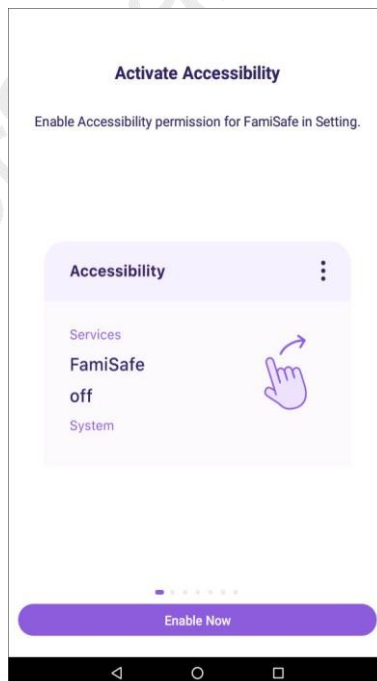 Activate Accessibility
Enable Accessibility permission for FamiSafe in Setting.
Accessibility
Services
FamiSafe
off
System
Enable Now